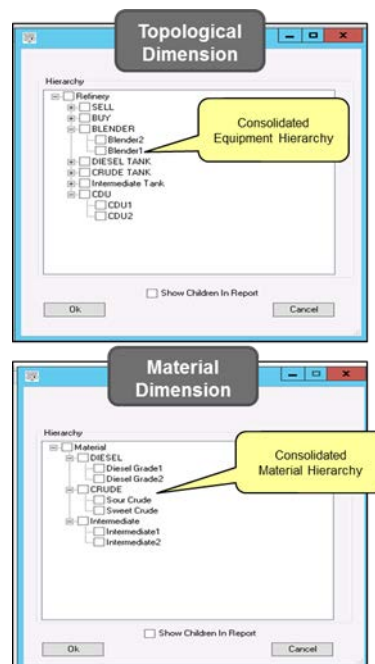 Topological
Dimension
Hierarchy
Refinery
SELL
BUY
BLENDER
Blender2
Blender1
DIESEL TANK
CRUDE TANK
Intermediate Tank
CDU
CDU1
CDU2
Consolidated
Equipment Hierarchy
Show Children In Report
Ok
Cancel
Material
Dimension
Hierarchy
Material
DIESEL
Diesel Grade1
Diesel Grade2
CRUDE
Sour Crude
Sweet Crude
Intermediate
Intermediate1
Intermediate2
Consolidated
Material Hierarchy
Show Children In Report
Ok
Cancel